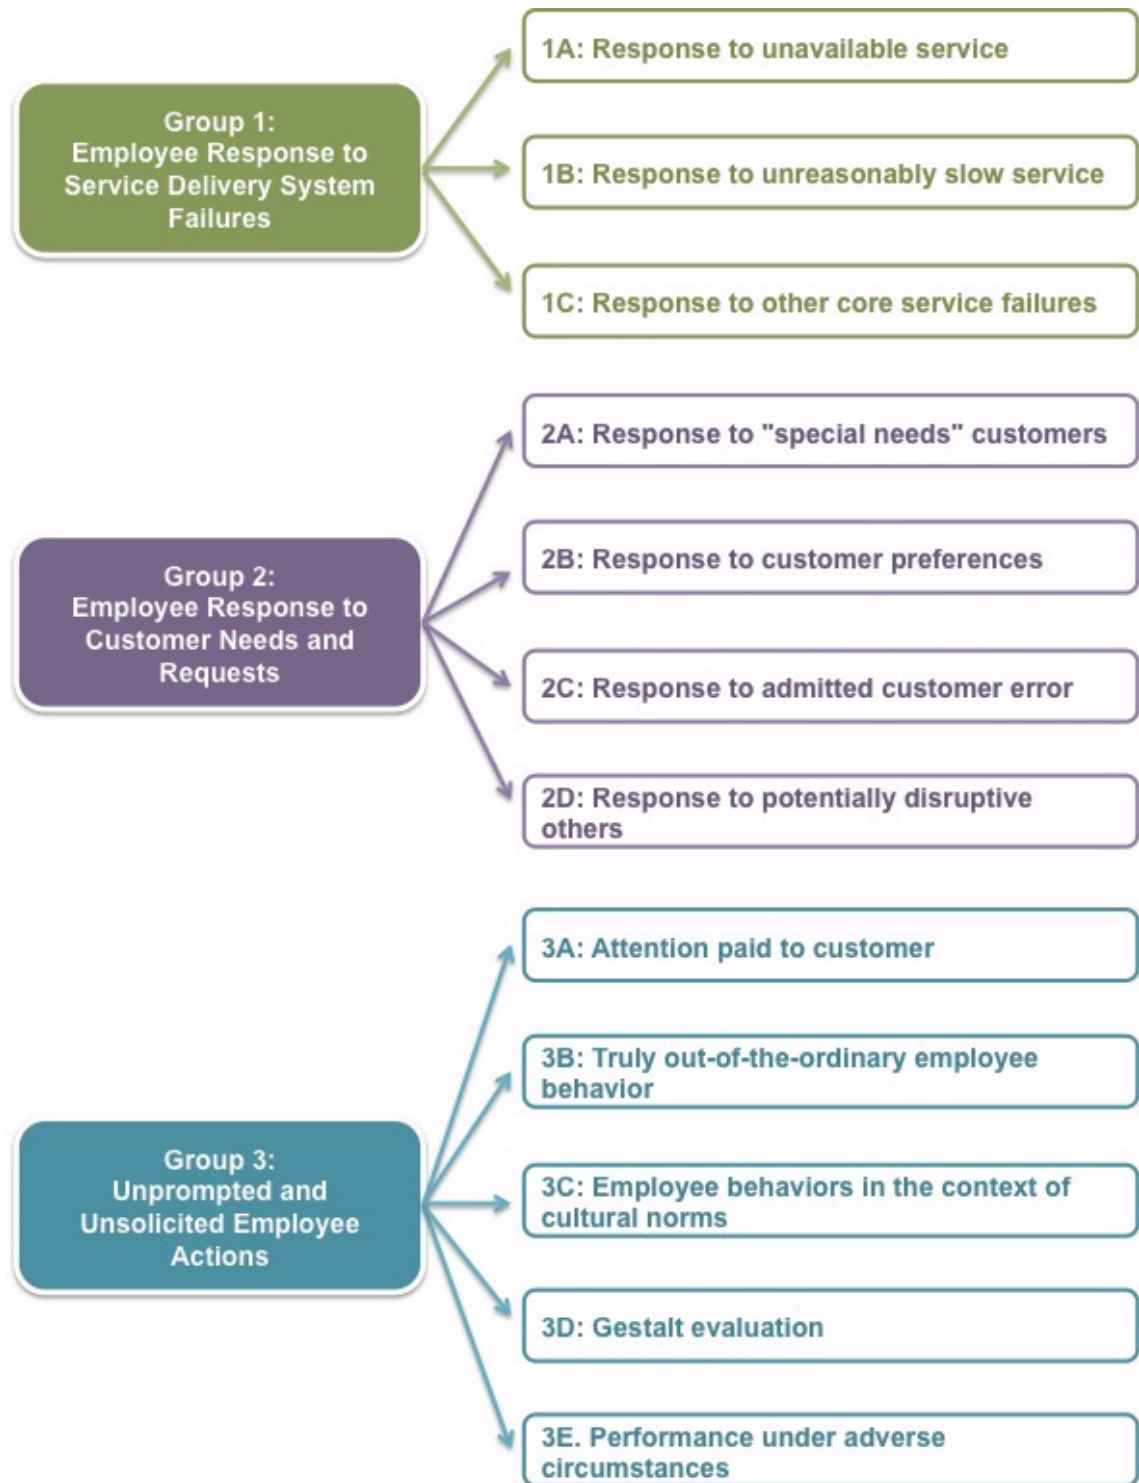 Group 1:
Employee Response to
Service Delivery System
Failures
1A: Response to unavailable service
1B: Response to unreasonably slow service
1C: Response to other core service failures
Group 2:
Employee Response to
Customer Needs and
Requests
2A: Response to "special needs" customers
2B: Response to customer preferences
2C: Response to admitted customer error
2D: Response to potentially disruptive
others
Group 3:
Unprompted and
Unsolicited Employee
Actions
3A: Attention paid to customer
3B: Truly out-of-the-ordinary employee
behavior
3C: Employee behaviors in the context of
cultural norms
3D: Gestalt evaluation
3E. Performance under adverse
circumstances